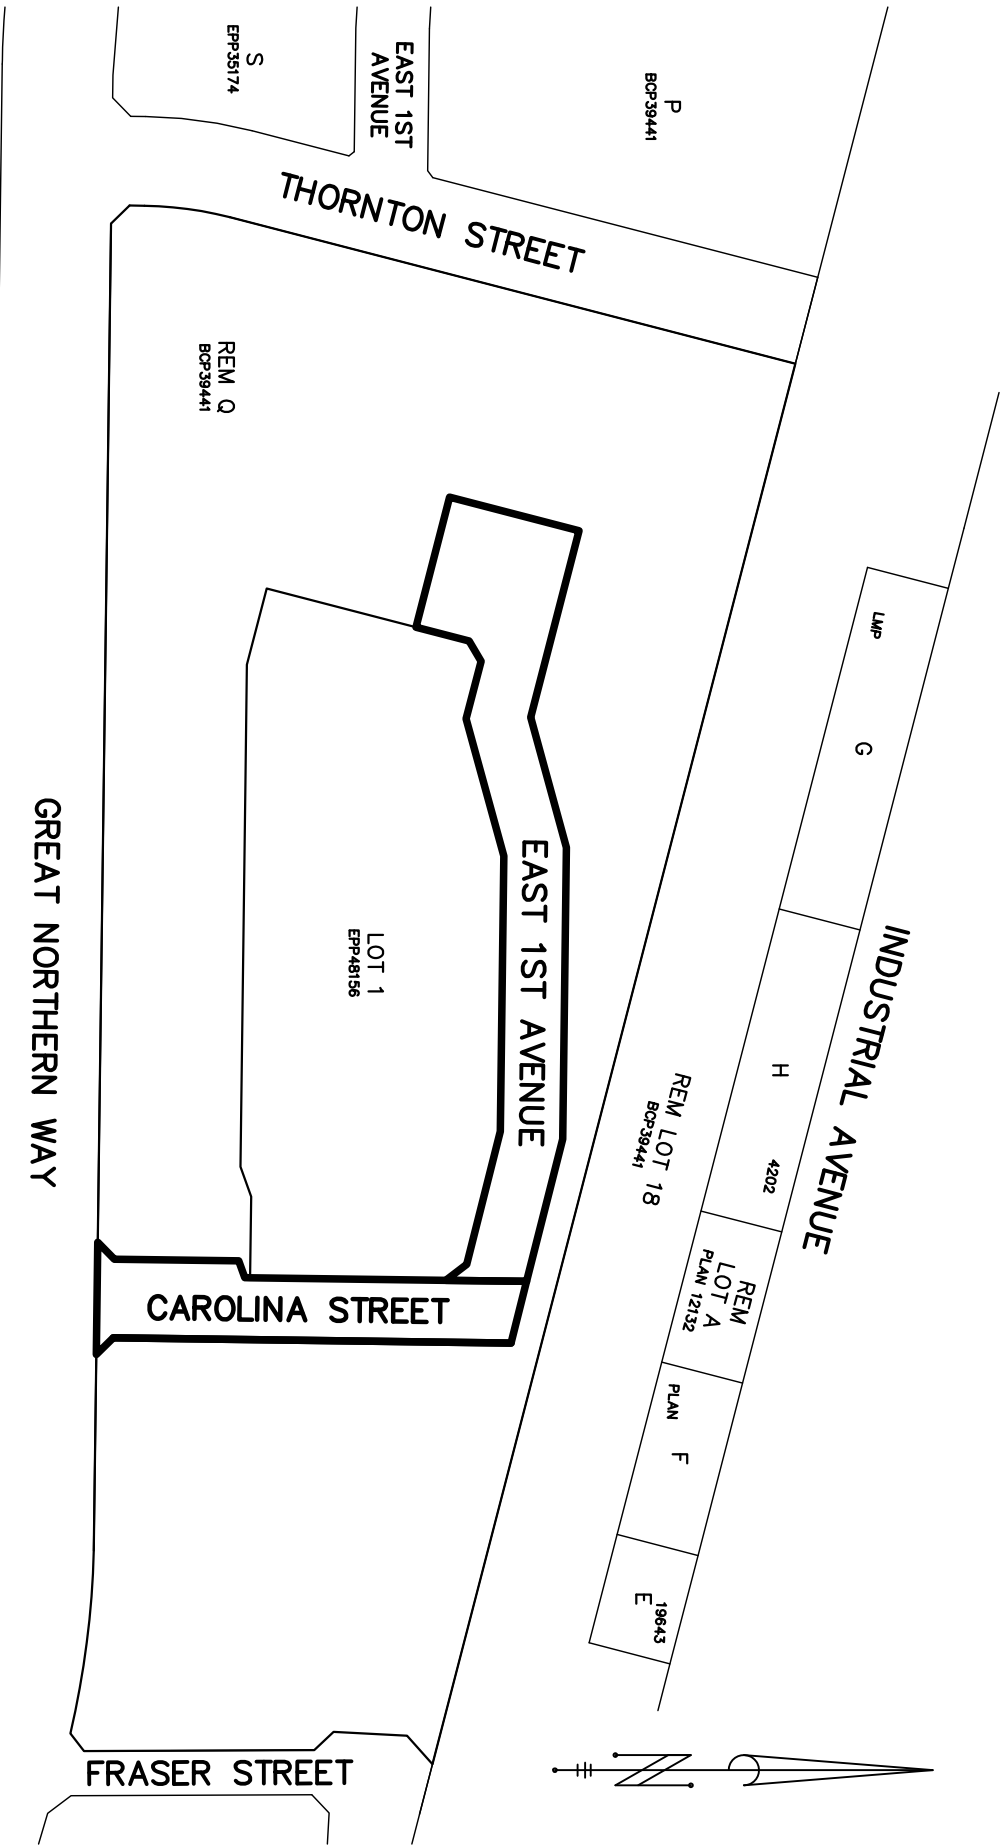 S
EPP35174
EAST 1ST
AVENUE
P
BCP39441
THORNTON STREET
REM Q
BCP39441
LMP
G
INDUSTRIAL AVENUE
H
4202
REM LOT 18
BCP39441
REM
LOT A
PLAN 12132
PLAN
F
E
19643
EAST 1ST AVENUE
LOT 1
EPP48156
GREAT NORTHERN WAY
CAROLINA STREET
FRASER STREET
N